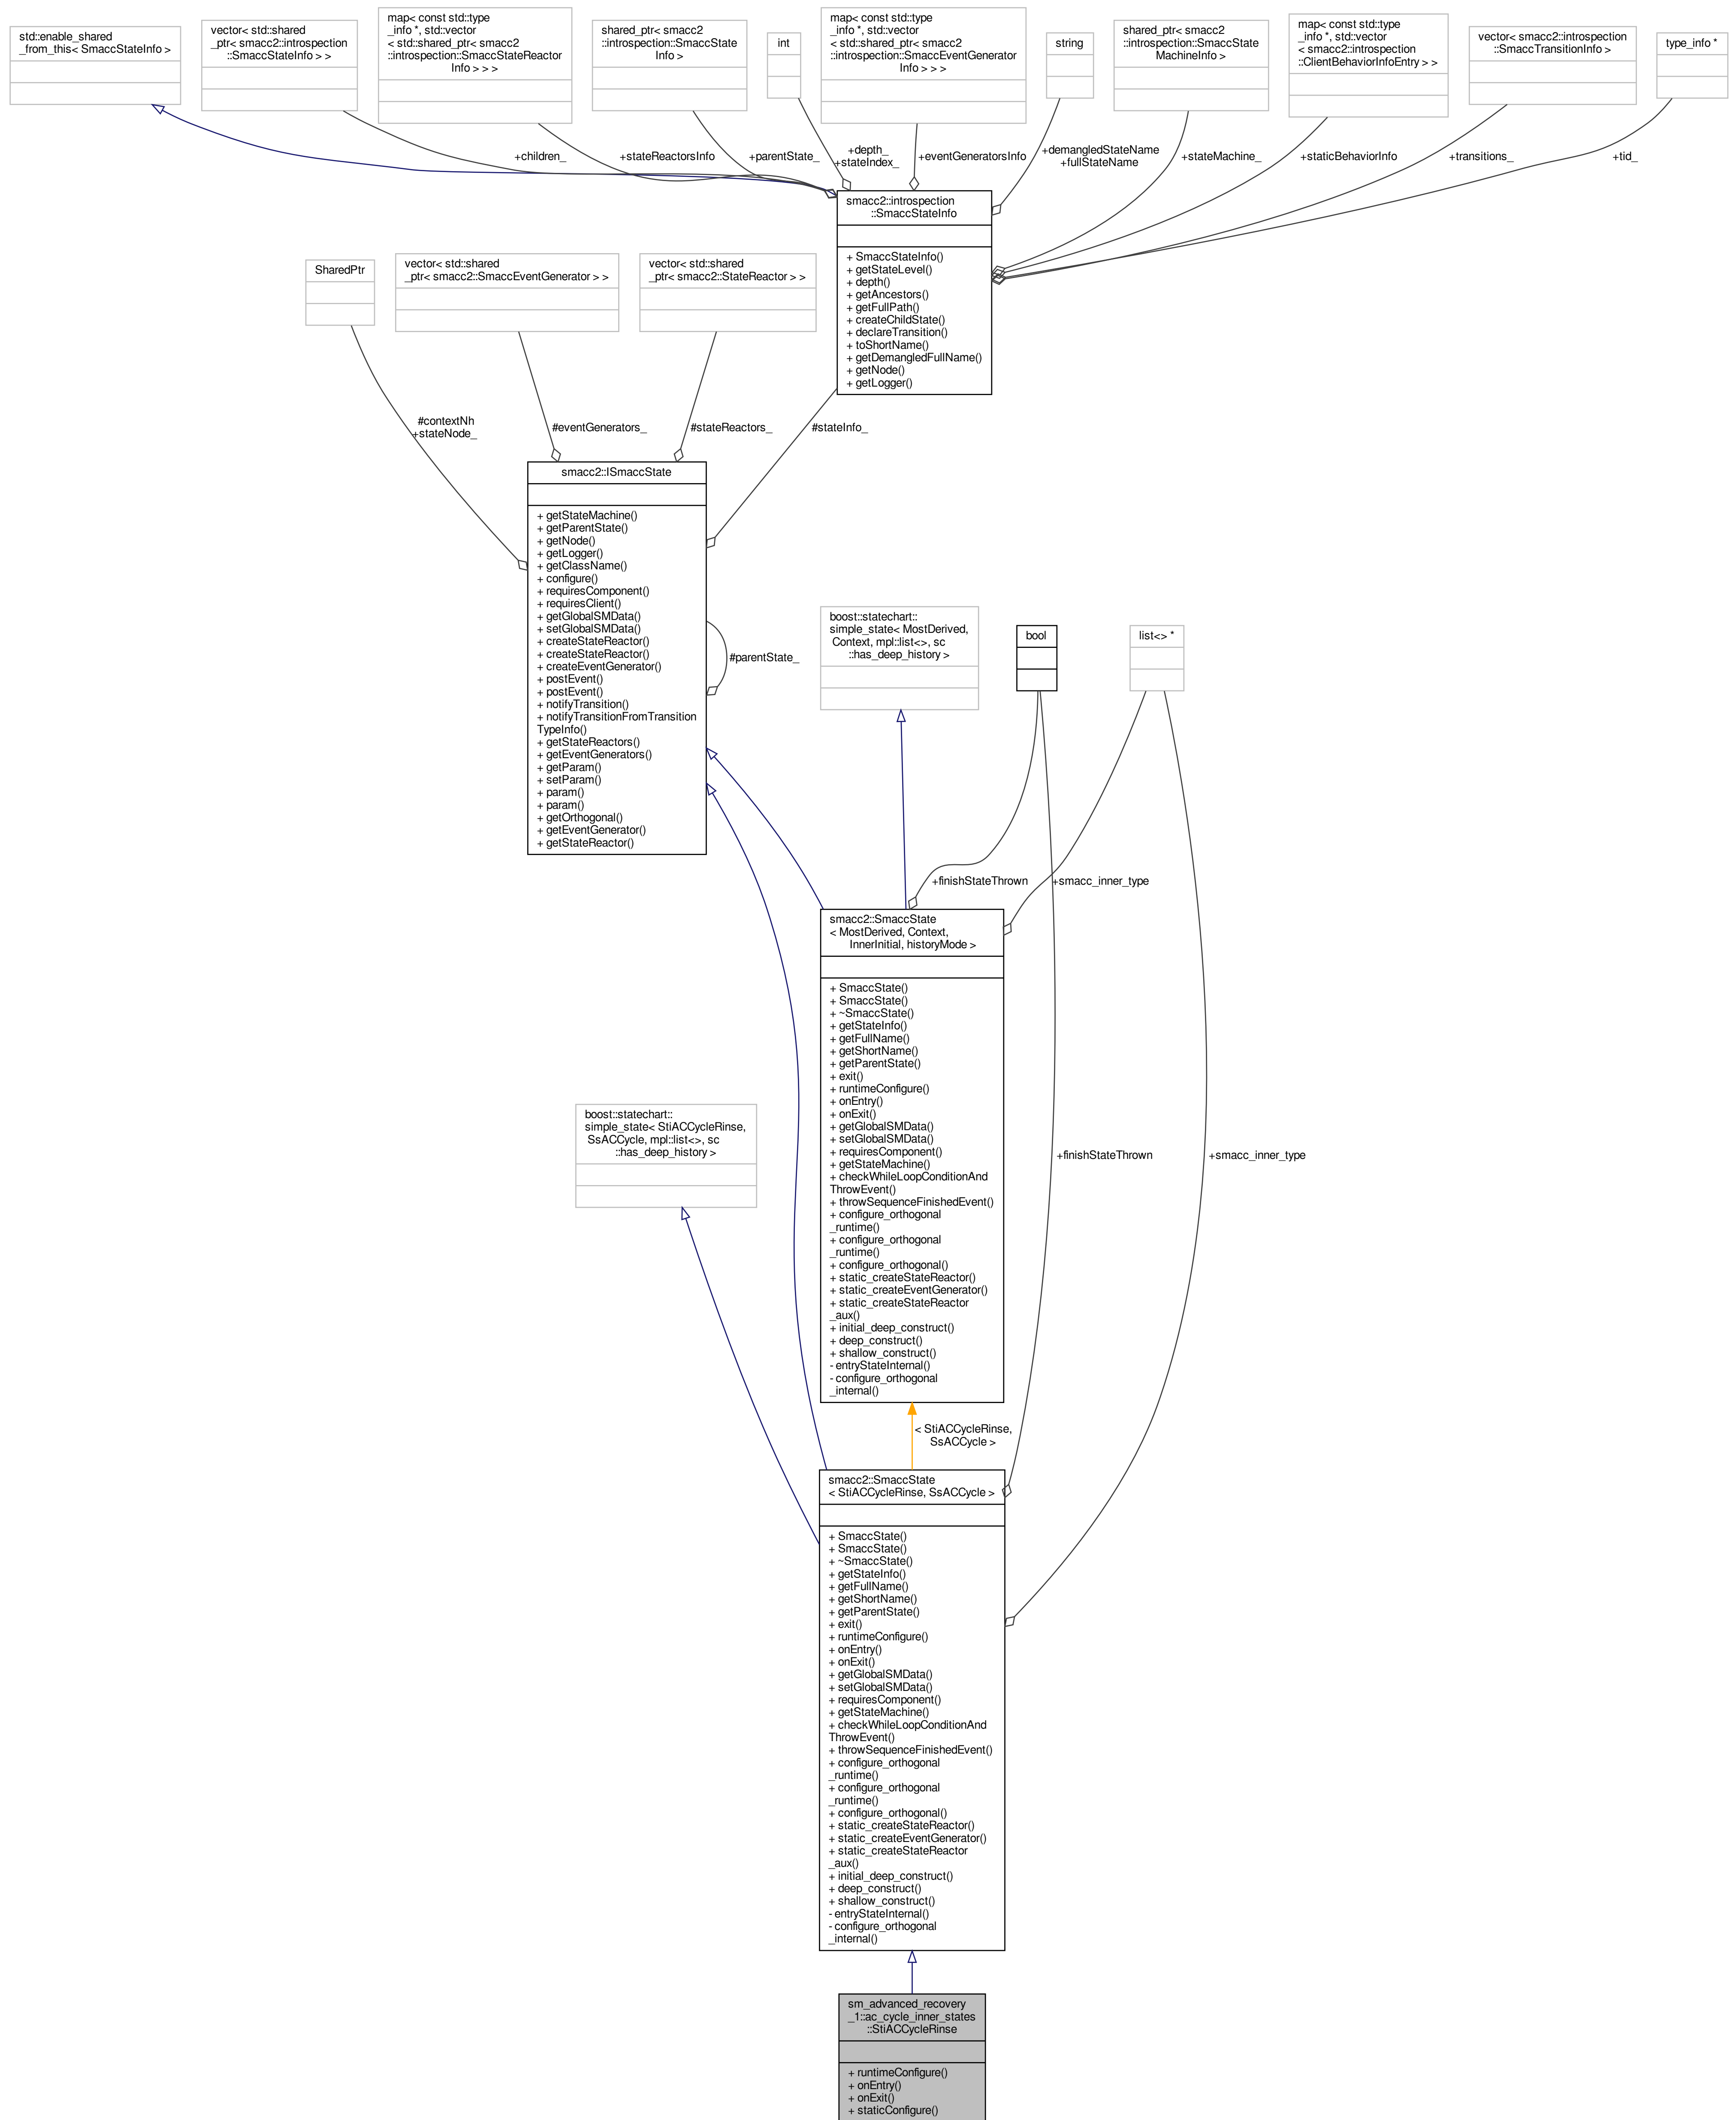 std::enable_shared
_from_this< SmaccStateInfo >
vector< std::shared
_ptr< smacc2::introspection
::SmaccStateInfo > >
map< const std::type
_info *, std::vector
< std::shared_ptr< smacc2
::introspection::SmaccStateReactor
Info > > >
shared_ptr< smacc2
::introspection::SmaccState
Info >
int
map< const std::type
_info *, std::vector
< std::shared_ptr< smacc2
::introspection::SmaccEventGenerator
Info > > >
string
shared_ptr< smacc2
::introspection::SmaccState
MachineInfo >
map< const std::type
_info *, std::vector
< smacc2::introspection
::ClientBehaviorInfoEntry > >
vector< smacc2::introspection
::SmaccTransitionInfo >
type_info *
+children_
+stateReactorsInfo
+parentState_
+depth_
+stateIndex_
+eventGeneratorsInfo
+demangledStateName
+fullStateName
+stateMachine_
+staticBehaviorInfo
+transitions_
+tid_
smacc2::introspection
::SmaccStateInfo
+ SmaccStateInfo()
+ getStateLevel()
+ depth()
+ getAncestors()
+ getFullPath()
+ createChildState()
+ declareTransition()
+ toShortName()
+ getDemangledFullName()
+ getNode()
+ getLogger()
SharedPtr
vector< std::shared
_ptr< smacc2::SmaccEventGenerator > >
vector< std::shared
_ptr< smacc2::StateReactor > >
#contextNh
+stateNode_
#eventGenerators_
#stateReactors_
#stateInfo_
smacc2::ISmaccState
+ getStateMachine()
+ getParentState()
+ getNode()
+ getLogger()
+ getClassName()
+ configure()
+ requiresComponent()
+ requiresClient()
+ getGlobalSMData()
+ setGlobalSMData()
+ createStateReactor()
+ createStateReactor()
+ createEventGenerator()
+ postEvent()
+ postEvent()
+ notifyTransition()
+ notifyTransitionFromTransition
TypeInfo()
+ getStateReactors()
+ getEventGenerators()
+ getParam()
+ setParam()
+ param()
+ param()
+ getOrthogonal()
+ getEventGenerator()
+ getStateReactor()
#parentState_
boost::statechart::
simple_state< MostDerived,
Context, mpl::list<>, sc
::has_deep_history >
bool
list<> *
+finishStateThrown
+smacc_inner_type
smacc2::SmaccState
< MostDerived, Context,
InnerInitial, historyMode >
+ SmaccState()
+ SmaccState()
+ ~SmaccState()
+ getStateInfo()
+ getFullName()
+ getShortName()
+ getParentState()
+ exit()
+ runtimeConfigure()
+ onEntry()
+ onExit()
+ getGlobalSMData()
+ setGlobalSMData()
+ requiresComponent()
+ getStateMachine()
+ checkWhileLoopConditionAnd
ThrowEvent()
+ throwSequenceFinishedEvent()
+ configure_orthogonal
_runtime()
+ configure_orthogonal
_runtime()
+ configure_orthogonal()
+ static_createStateReactor()
+ static_createEventGenerator()
+ static_createStateReactor
_aux()
+ initial_deep_construct()
+ deep_construct()
+ shallow_construct()
- entryStateInternal()
- configure_orthogonal
_internal()
boost::statechart::
simple_state< StiACCycleRinse,
SsACCycle, mpl::list<>, sc
::has_deep_history >
+finishStateThrown
+smacc_inner_type
< StiACCycleRinse,
SsACCycle >
smacc2::SmaccState
< StiACCycleRinse, SsACCycle >
+ SmaccState()
+ SmaccState()
+ ~SmaccState()
+ getStateInfo()
+ getFullName()
+ getShortName()
+ getParentState()
+ exit()
+ runtimeConfigure()
+ onEntry()
+ onExit()
+ getGlobalSMData()
+ setGlobalSMData()
+ requiresComponent()
+ getStateMachine()
+ checkWhileLoopConditionAnd
ThrowEvent()
+ throwSequenceFinishedEvent()
+ configure_orthogonal
_runtime()
+ configure_orthogonal
_runtime()
+ configure_orthogonal()
+ static_createStateReactor()
+ static_createEventGenerator()
+ static_createStateReactor
_aux()
+ initial_deep_construct()
+ deep_construct()
+ shallow_construct()
- entryStateInternal()
- configure_orthogonal
_internal()
sm_advanced_recovery
_1::ac_cycle_inner_states
::StiACCycleRinse
+ runtimeConfigure()
+ onEntry()
+ onExit()
+ staticConfigure()